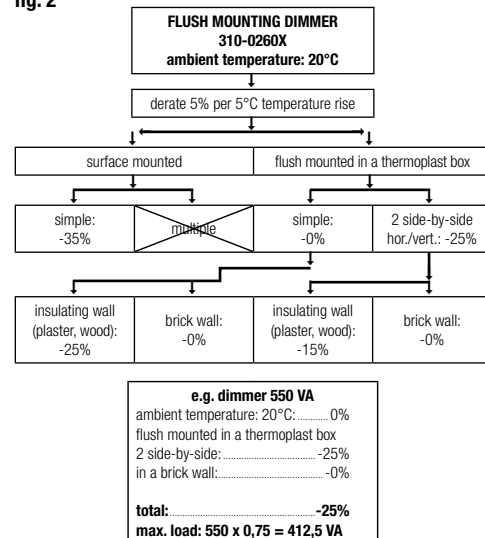 fig. 2
FLUSH MOUNTING DIMMER
310-0260X
ambient temperature: 20°C
derate 5% per 5°C temperature rise
surface mounted
flush mounted in a thermoplast box
simple:
-35%
multiple
simple:
-0%
2 side-by-side
hor./vert.: -25%
insulating wall
(plaster, wood):
-25%
brick wall:
-0%
insulating wall
(plaster, wood):
-15%
brick wall:
-0%
e.g. dimmer 550 VA
ambient temperature: 20°C: ............ 0%
flush mounted in a thermoplast box
2 side-by-side: ................................... -25%
in a brick wall: ............................. -0%
total: ....................................................... -25%
max. load: 550 x 0,75 = 412,5 VA